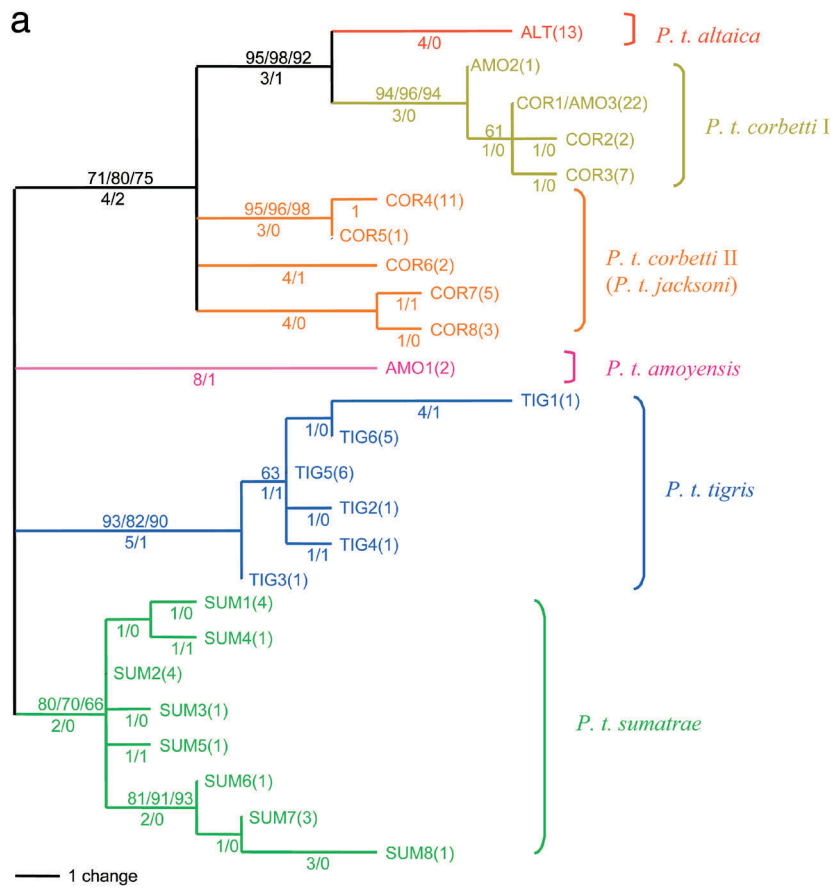 a
ALT(13)
4/0
P. t. altaica
95/98/92
3/1
AMO2(1)
94/96/94
3/0
COR1/AMO3(22)
61
1/0
1/0
COR2(2)
P. t. corbetti I
COR3(7)
1/0
71/80/75
4/2
95/96/98
3/0
COR4(11)
1
COR5(1)
COR6(2)
4/1
P. t. corbetti II
(P. t. jacksoni)
COR7(5)
1/1
4/0
COR8(3)
1/0
AMO1(2)
8/1
P. t. amoyensis
TIG1(1)
4/1
1/0
TIG6(5)
63
1/1
TIG5(6)
P. t. tigris
TIG2(1)
1/0
93/82/90
5/1
TIG4(1)
1/1
TIG3(1)
SUM1(4)
1/0
1/0
SUM4(1)
1/1
SUM2(4)
80/70/66
2/0
SUM3(1)
1/0
P. t. sumatrae
SUM5(1)
1/1
SUM6(1)
81/91/93
2/0
SUM7(3)
1/0
SUM8(1)
3/0
1 change